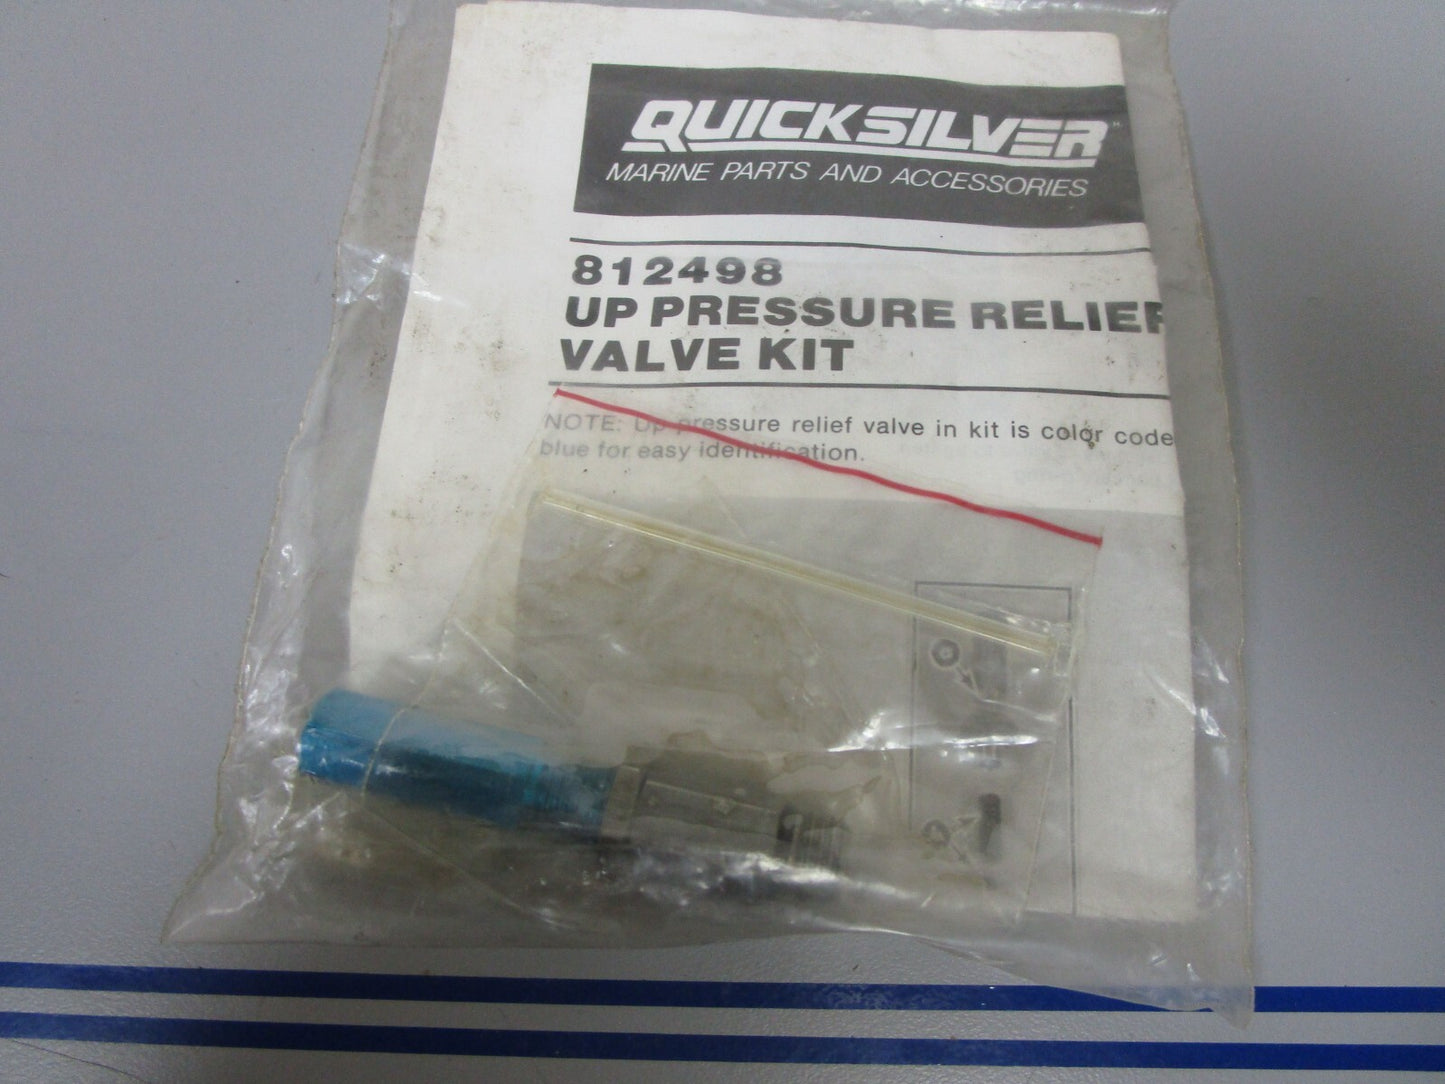 QUICKSILVER
MARINE PARTS AND ACCESSORIES
812498
UP PRESSURE RELIEF
VALVE KIT
NOTE: Up pressure relief valve in kit is color code
blue for easy identification.